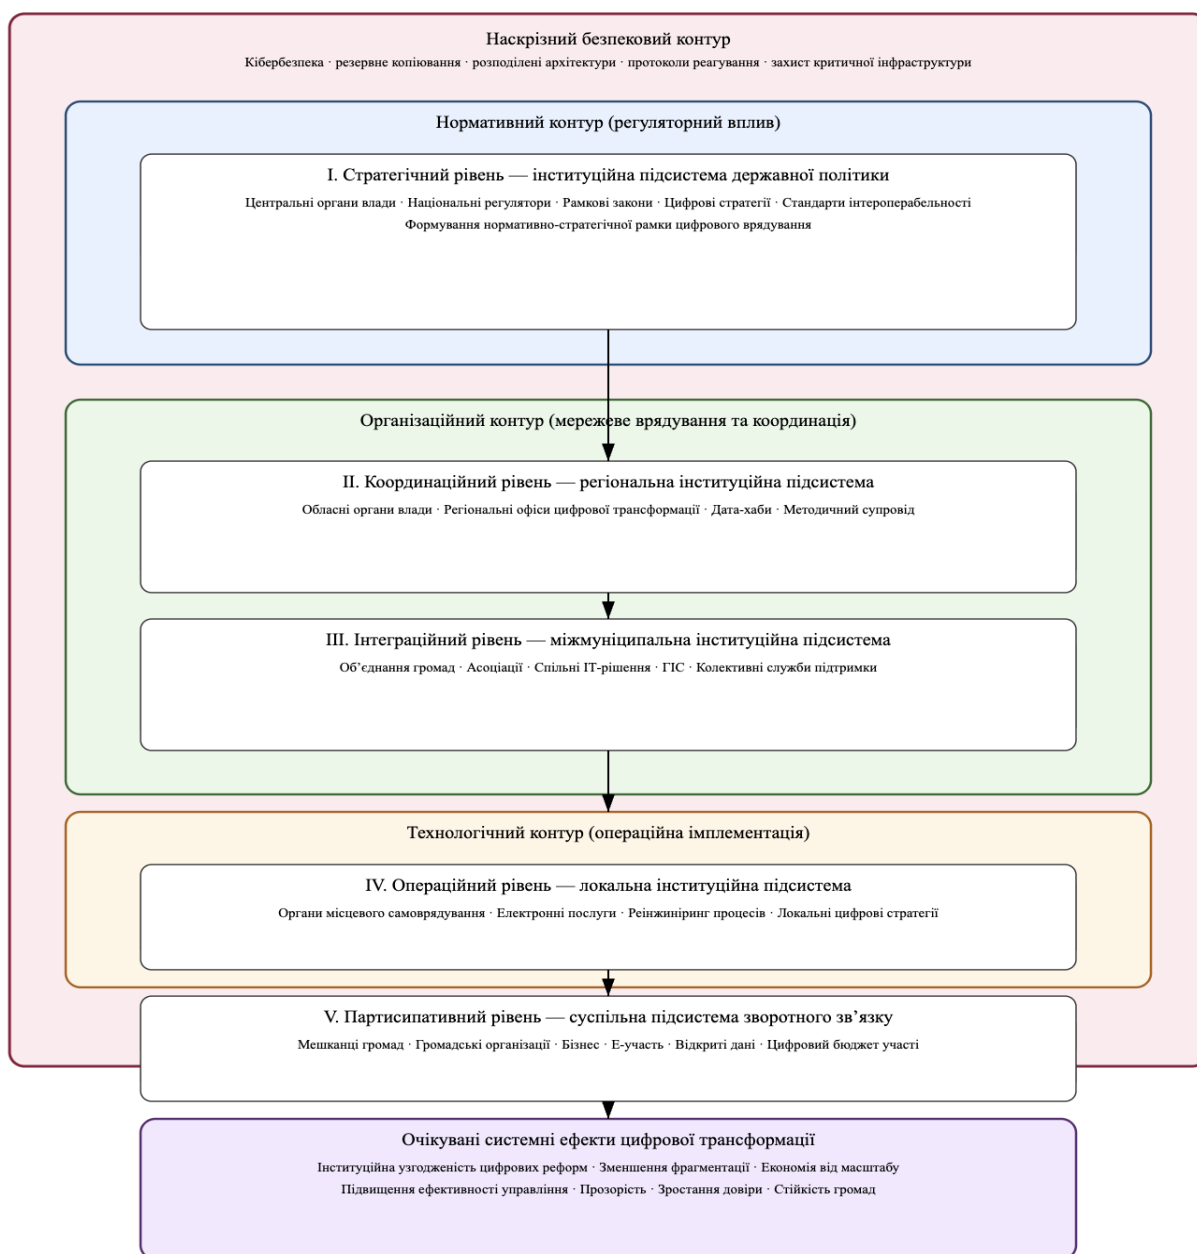 Наскрізний безпековий контур
Кібербезпека · резервне копіювання · розподілені архітектури · протоколи реагування · захист критичної інфраструктури
Нормативний контур (регуляторний вплив)
I. Стратегічний рівень — інституційна підсистема державної політики
Центральні органи влади · Національні регулятори · Рамкові закони · Цифрові стратегії · Стандарти інтероперабельності
Формування нормативно-стратегічної рамки цифрового врядування
Організаційний контур (мережеве врядування та координація)
II. Координаційний рівень — регіональна інституційна підсистема
Обласні органи влади · Регіональні офіси цифрової трансформації · Дата-хаби · Методичний супровід
III. Інтеграційний рівень — міжмуніципальна інституційна підсистема
Об’єднання громад · Асоціації · Спільні ІТ-рішення · ГІС · Колективні служби підтримки
Технологічний контур (операційна імплементація)
IV. Операційний рівень — локальна інституційна підсистема
Органи місцевого самоврядування · Електронні послуги · Реінжиніринг процесів · Локальні цифрові стратегії
V. Партисипативний рівень — суспільна підсистема зворотного зв’язку
Мешканці громад · Громадські організації · Бізнес · Е-участь · Відкриті дані · Цифровий бюджет участі
Очікувані системні ефекти цифрової трансформації
Інституційна узгодженість цифрових реформ · Зменшення фрагментації · Економія від масштабу
Підвищення ефективності управління · Прозорість · Зростання довіри · Стійкість громад